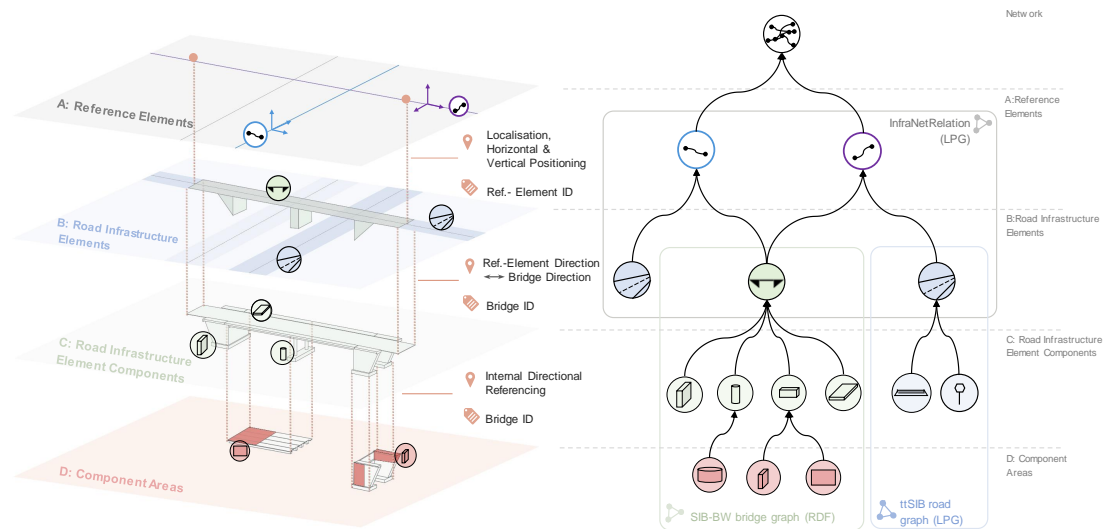 A: Reference Elements
Localisation,
Horizontal &
Vertical Positioning
Ref.- Element ID
B: Road Infrastructure
Elements
Ref.-Element Direction
Bridge Direction
Bridge ID
C: Road Infrastructure
Element Components
Internal Directional
Referencing
Bridge ID
D: Component Areas
Network
A:Reference
Elements
InfraNetRelation
(LPG)
B:Road Infrastructure
Elements
C: Road Infrastructure
Element Components
D: Component
Areas
SIB-BW bridge graph (RDF)
ttSIB road
graph (LPG)